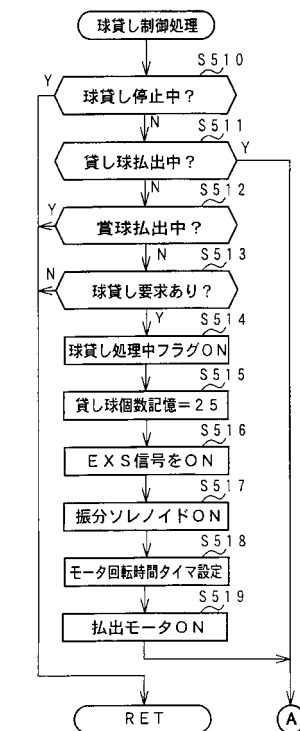 球貸し制御処理
S510
Y
球貸し停止中？
N
S511
Y
貸し球払出中？
N
S512
Y
賞球払出中？
N
S513
N
球貸し要求あり？
Y
S514
球貸し処理中フラグON
S515
貸し球個数記憶＝25
S516
EXS信号をON
S517
振分ソレノイドON
S518
モータ回転時間タイマ設定
S519
払出モータON
RET
A